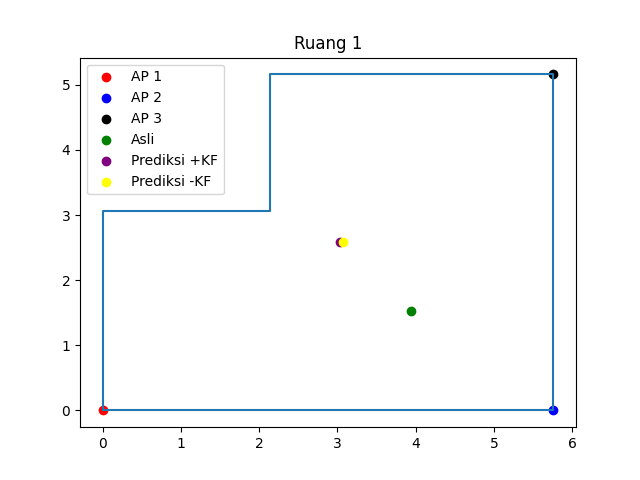 Ruang 1
AP 1
AP 2
AP 3
Asli
Prediksi +KF
Prediksi -KF
5
4
3
2
1
0
0 1 2 3 4 5 6